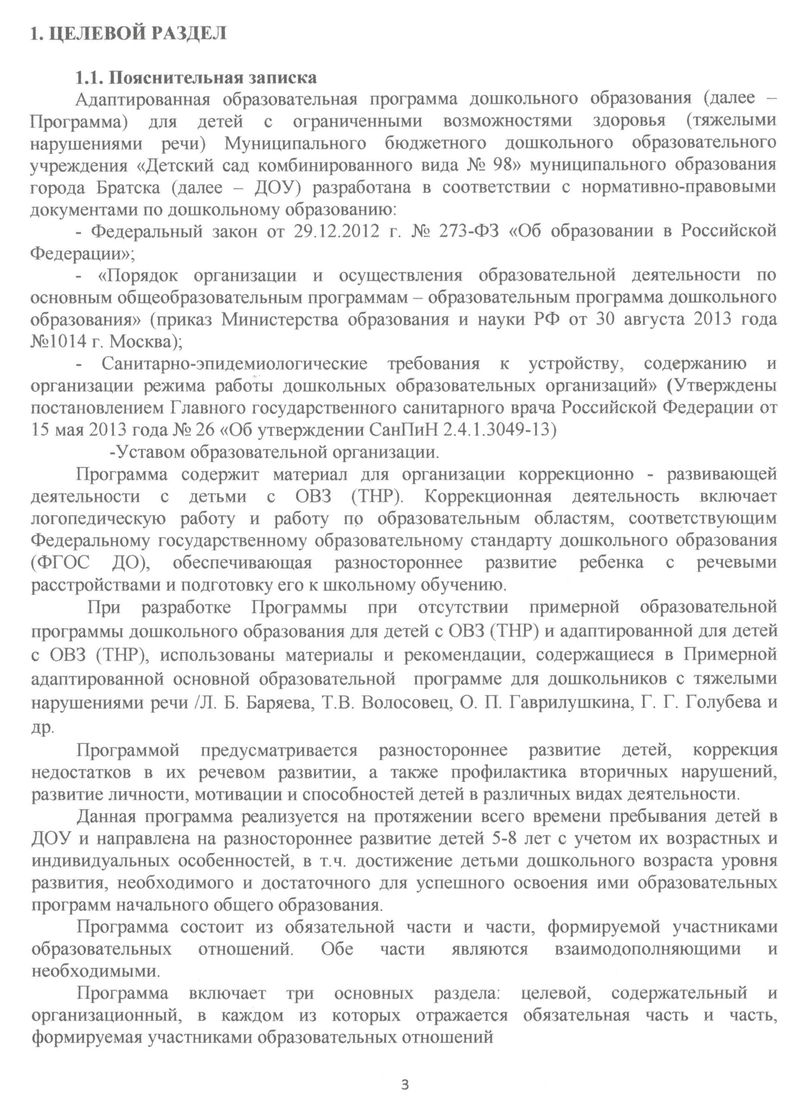 1. ЦЕЛЕВОЙ РАЗДЕЛ
1.1. Пояснительная записка
Адаптированная образовательная программа дошкольного образования (далее –
Программа) для детей с ограниченными возможностями здоровья (тяжелыми
нарушениями речи) Муниципального бюджетного дошкольного образовательного
учреждения «Детский сад комбинированного вида № 98» муниципального образования
города Братска (далее – ДОУ) разработана в соответствии с нормативно-правовыми
документами по дошкольному образованию:
- Федеральный закон от 29.12.2012 г. № 273-ФЗ «Об образовании в Российской
Федерации»;
- «Порядок организации и осуществления образовательной деятельности по
основным общеобразовательным программам – образовательным программа дошкольного
образования» (приказ Министерства образования и науки РФ от 30 августа 2013 года
№1014 г. Москва);
- Санитарно-эпидемиологические требования к устройству, содержанию и
организации режима работы дошкольных образовательных организаций» (Утверждены
постановлением Главного государственного санитарного врача Российской Федерации от
15 мая 2013 года № 26 «Об утверждении СанПиН 2.4.1.3049-13)
-Уставом образовательной организации.
Программа содержит материал для организации коррекционно - развивающей
деятельности с детьми с ОВЗ (ТНР). Коррекционная деятельность включает
логопедическую работу и работу по образовательным областям, соответствующим
Федеральному государственному образовательному стандарту дошкольного образования
(ФГОС ДО), обеспечивающая разностороннее развитие ребенка с речевыми
расстройствами и подготовку его к школьному обучению.
При разработке Программы при отсутствии примерной образовательной
программы дошкольного образования для детей с ОВЗ (ТНР) и адаптированной для детей
с ОВЗ (ТНР), использованы материалы и рекомендации, содержащиеся в Примерной
адаптированной основной образовательной программе для дошкольников с тяжелыми
нарушениями речи /Л. Б. Баряева, Т.В. Волосовец, О. П. Гаврилушкина, Г. Г. Голубева и
др.
Программой предусматривается разностороннее развитие детей, коррекция
недостатков в их речевом развитии, а также профилактика вторичных нарушений,
развитие личности, мотивации и способностей детей в различных видах деятельности.
Данная программа реализуется на протяжении всего времени пребывания детей в
ДОУ и направлена на разностороннее развитие детей 5-8 лет с учетом их возрастных и
индивидуальных особенностей, в т.ч. достижение детьми дошкольного возраста уровня
развития, необходимого и достаточного для успешного освоения ими образовательных
программ начального общего образования.
Программа состоит из обязательной части и части, формируемой участниками
образовательных отношений. Обе части являются взаимодополняющими и
необходимыми.
Программа включает три основных раздела: целевой, содержательный и
организационный, в каждом из которых отражается обязательная часть и часть,
формируемая участниками образовательных отношений
3